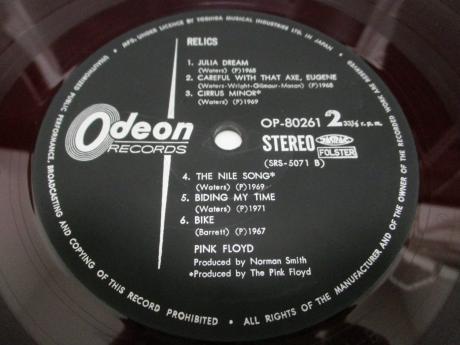 MFG. UNDER LICENCE BY TOSHIBA MUSICAL INDUSTRIES LTD. IN JAPAN
RELICS
1. JULIA DREAM
(Waters) (P)1968
2. CAREFUL WITH THAT AXE, EUGENE
(Waters-Wright-Gilmour-Mason) (P)1968
3. CIRRUS MINOR*
(Waters) (P)1969
Odeon
RECORDS
OP-80261 2 33⅓ r.p.m.
STEREO
FOLSTER
(SRS-5071 B)
4. THE NILE SONG*
(Waters) (P)1969
5. BIDING MY TIME
(Waters) (P)1971
6. BIKE
(Barrett) (P)1967
PINK FLOYD
Produced by Norman Smith
*Produced by The Pink Floyd
UNAUTHORIZED PUBLIC PERFORMANCE, BROADCASTING AND COPYING OF THIS RECORD PROHIBITED • ALL RIGHTS OF THE MANUFACTURER AND OF THE OWNER OF THE RECORDED WORK ARE RESERVED